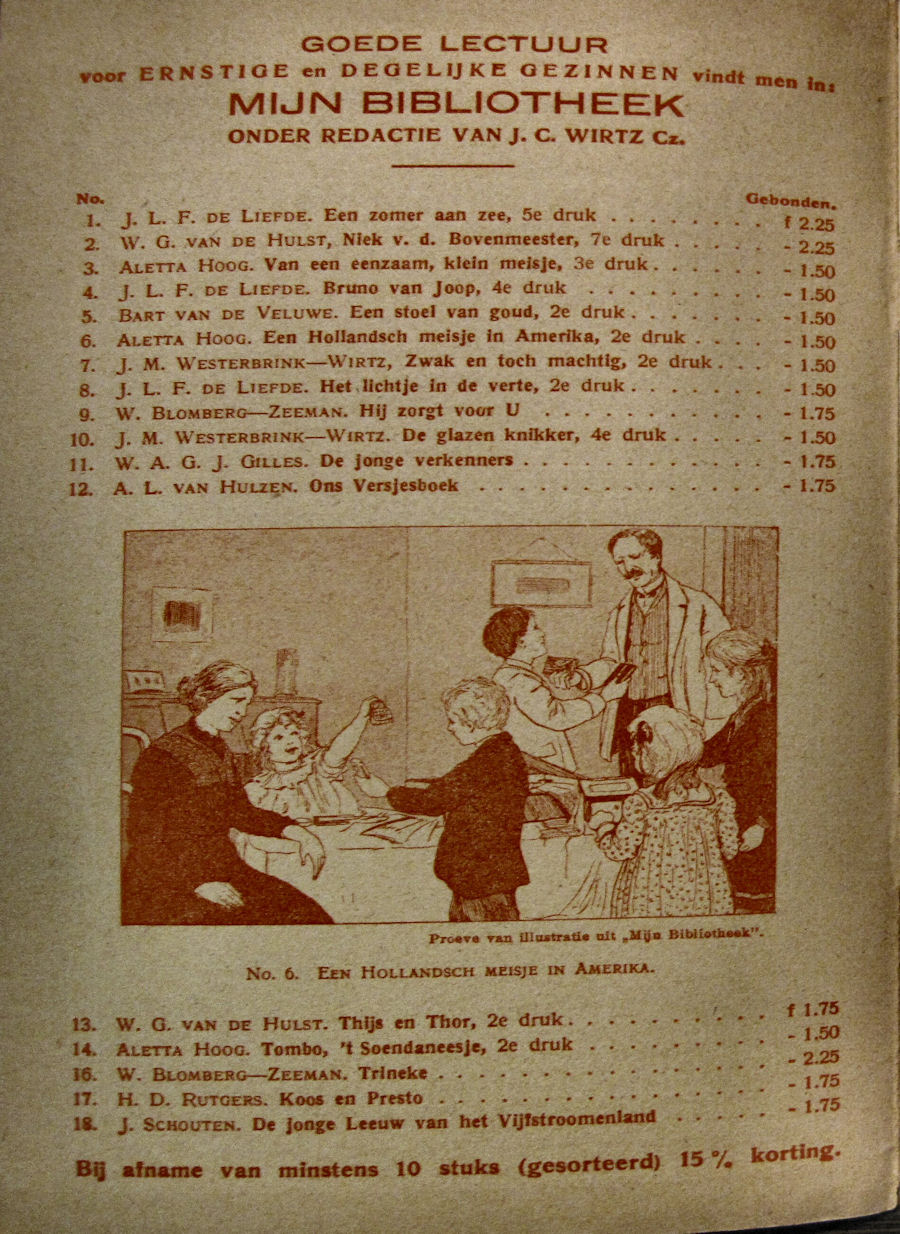 GOEDE LECTUUR
voor ERNSTIGE en DEGELIJKE GEZINNEN vindt men in:
MIJN BIBLIOTHEEK
ONDER REDACTIE VAN J. C. WIRTZ Cz.
No. Gebonden.
1. J. L. F. DE LIEFDE. Een zomer aan zee, 5e druk . . . . . . . . f 2.25
2. W. G. VAN DE HULST, Niek v. d. Bovenmeester, 7e druk . . . . . - 2.25
3. ALETTA HOOG. Van een eenzaam, klein meisje, 3e druk . . . . . . - 1.50
4. J. L. F. DE LIEFDE. Bruno van Joop, 4e druk . . . . . . . . . - 1.50
5. BART VAN DE VELUWE. Een stoel van goud, 2e druk . . . . . . . - 1.50
6. ALETTA HOOG. Een Hollandsch meisje in Amerika, 2e druk . . . . - 1.50
7. J. M. WESTERBRINK—WIRTZ, Zwak en toch machtig, 2e druk . . . - 1.50
8. J. L. F. DE LIEFDE. Het lichtje in de verte, 2e druk . . . . . . . - 1.50
9. W. BLOMBERG—ZEEMAN. Hij zorgt voor U . . . . . . . . . . . - 1.75
10. J. M. WESTERBRINK—WIRTZ. De glazen knikker, 4e druk . . . . . - 1.50
11. W. A. G. J. GILLES. De jonge verkenners . . . . . . . . . . . . - 1.75
12. A. L. VAN HULZEN. Ons Versjesboek . . . . . . . . . . . . . . - 1.75
Proeve van illustratie uit „Mijn Bibliotheek".
No. 6. EEN HOLLANDSCH MEISJE IN AMERIKA.
13. W. G. VAN DE HULST. Thijs en Thor, 2e druk . . . . . . . . . . f 1.75
14. ALETTA HOOG. Tombo, 't Soendaneesje, 2e druk . . . . . . . . . - 1.50
16. W. BLOMBERG—ZEEMAN. Trineke . . . . . . . . . . . . . . . - 2.25
17. H. D. RUTGERS. Koos en Presto . . . . . . . . . . . . . . . - 1.75
18. J. SCHOUTEN. De jonge Leeuw van het Vijfstroomenland . . . . . - 1.75
Bij afname van minstens 10 stuks (gesorteerd) 15 % korting.